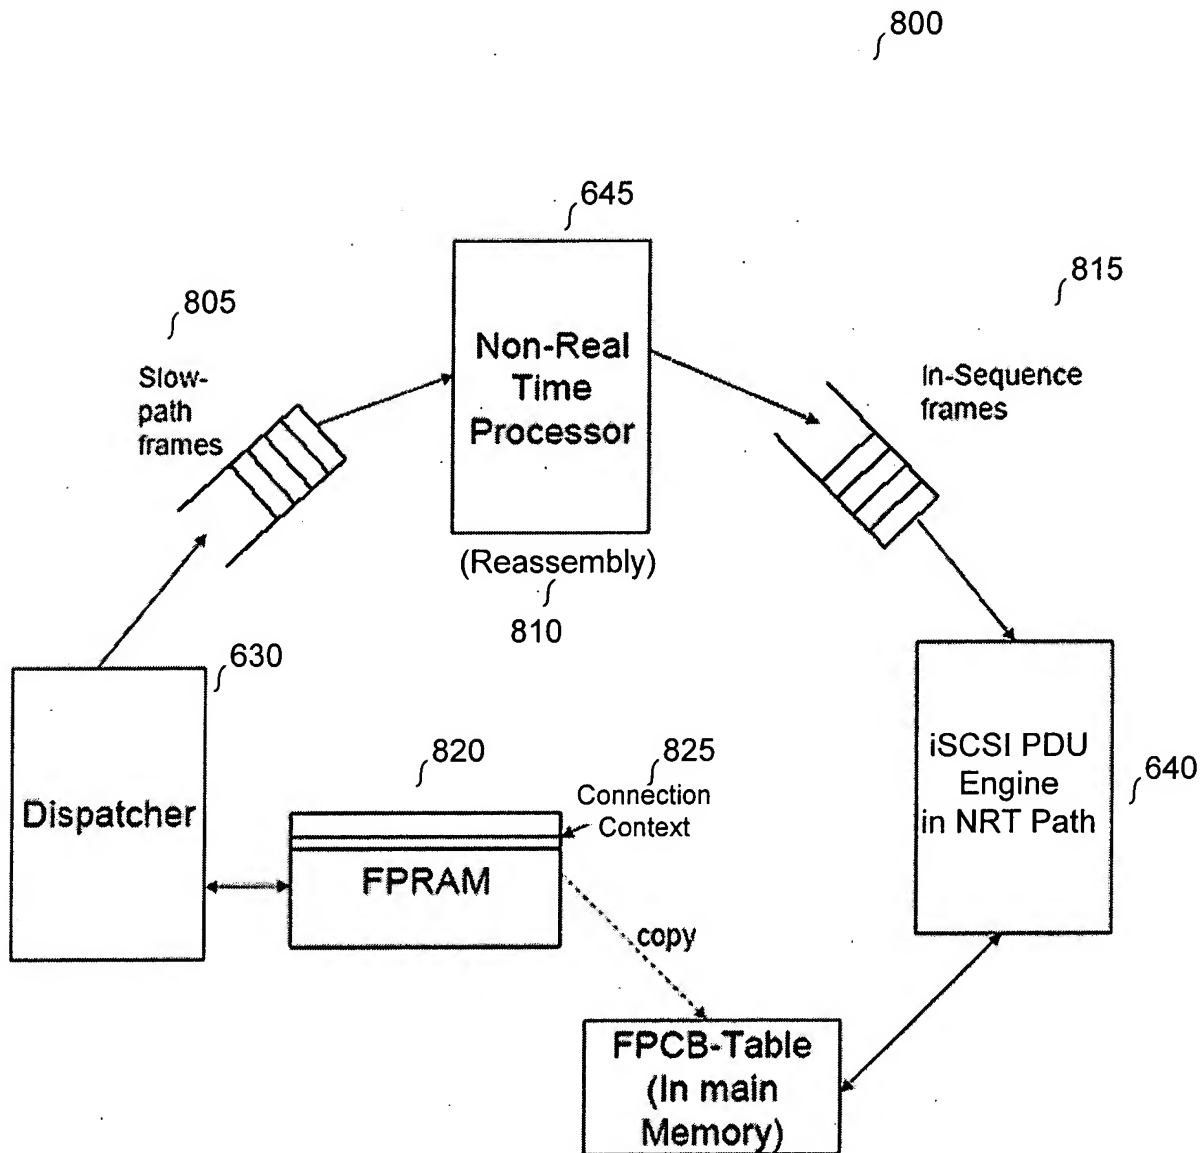 800
645
815
805
Slow-
path
frames
Non-Real
Time
Processor
In-Sequence
frames
(Reassembly)
810
630
820
825
Connection
Context
iSCSI PDU
Engine
in NRT Path
640
Dispatcher
FPRAM
copy
FPCB-Table
(In main
Memory)